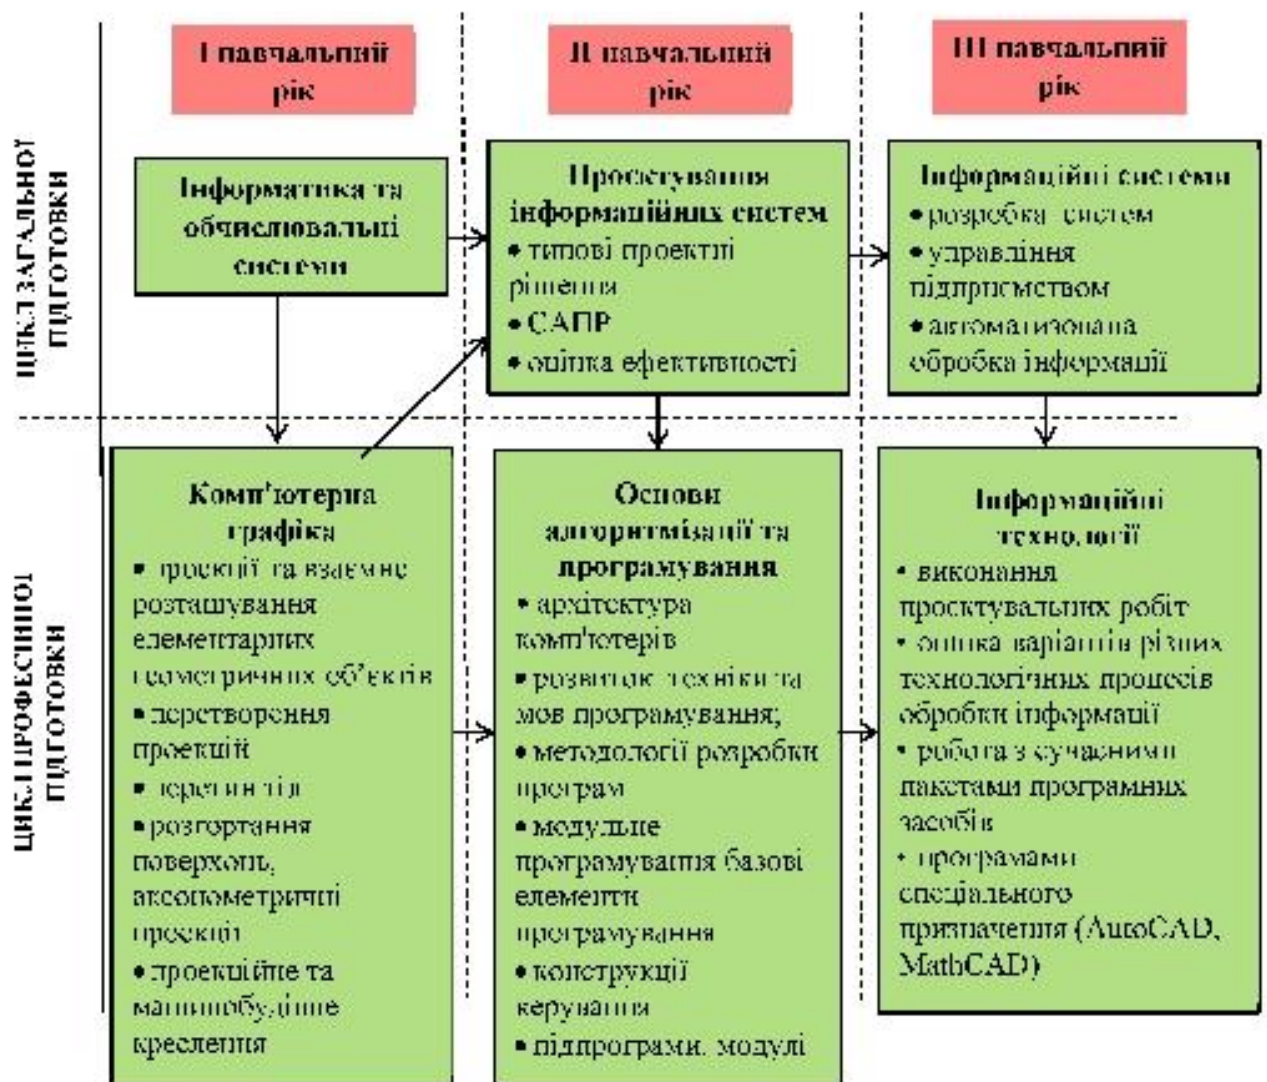 І навчальний
рік
ІІ навчальний
рік
ІІІ навчальний
рік
ЦИКЛ ЗАГАЛЬНОЇ
ПІДГОТОВКИ
Інформатика та
обчислювальні
системи
Проєктування
інформаційних систем
• типові проектні
рішення
• САПР
• оцінка ефективності
Інформаційні системи
• розробка систем
• управління
підприємством
• автоматизована
обробка інформації
ЦИКЛ ПРОФЕСІЙНОЇ
ПІДГОТОВКИ
Комп'ютерна
графіка
• проекції та взаємне
розташування
елементарних
геометричних об’єктів
• перетворення
проекцій
• перетин тіл
• розгортання
поверхонь,
аксонометричні
проекції
• проекційне та
машинобудівне
креслення
Основи
алгоритмізації та
програмування
• архітектура
комп'ютерів
• розвиток техніки та
мов програмування;
• методології розробки
програм
• модульне
програмування базові
елементи
програмування
• конструкції
керування
• підпрограми. модулі
Інформаційні
технології
• виконання
проєктувальних робіт
• оцінка варіантів різних
технологічних процесів
обробки інформації
• робота з сучасними
пакетами програмних
засобів
• програмами
спеціального
призначення (AutoCAD,
MathCAD)